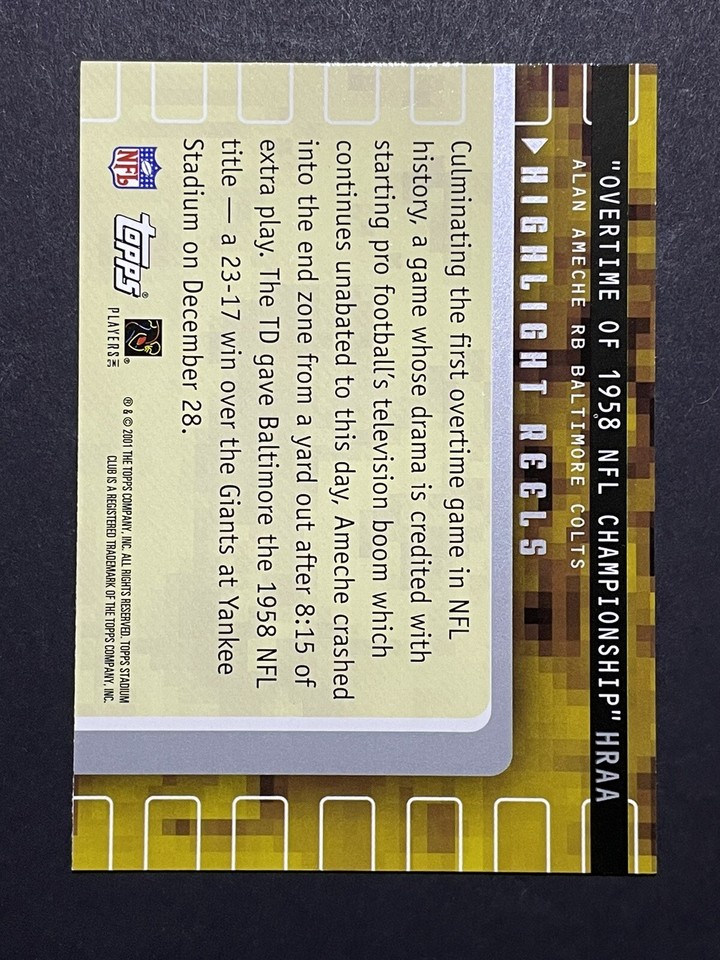 "OVERTIME OF 1958 NFL CHAMPIONSHIP" HRAA
ALAN AMECHE RB BALTIMORE COLTS
HIGHLIGHT REELS
Culminating the first overtime game in NFL
history, a game whose drama is credited with
starting pro football's television boom which
continues unabated to this day, Ameche crashed
into the end zone from a yard out after 8:15 of
extra play. The TD gave Baltimore the 1958 NFL
title — a 23-17 win over the Giants at Yankee
Stadium on December 28.
NFL
topps®
PLAYERS INC
® & © 2001 THE TOPPS COMPANY, INC. ALL RIGHTS RESERVED. TOPPS STADIUM
CLUB IS A REGISTERED TRADEMARK OF THE TOPPS COMPANY, INC.